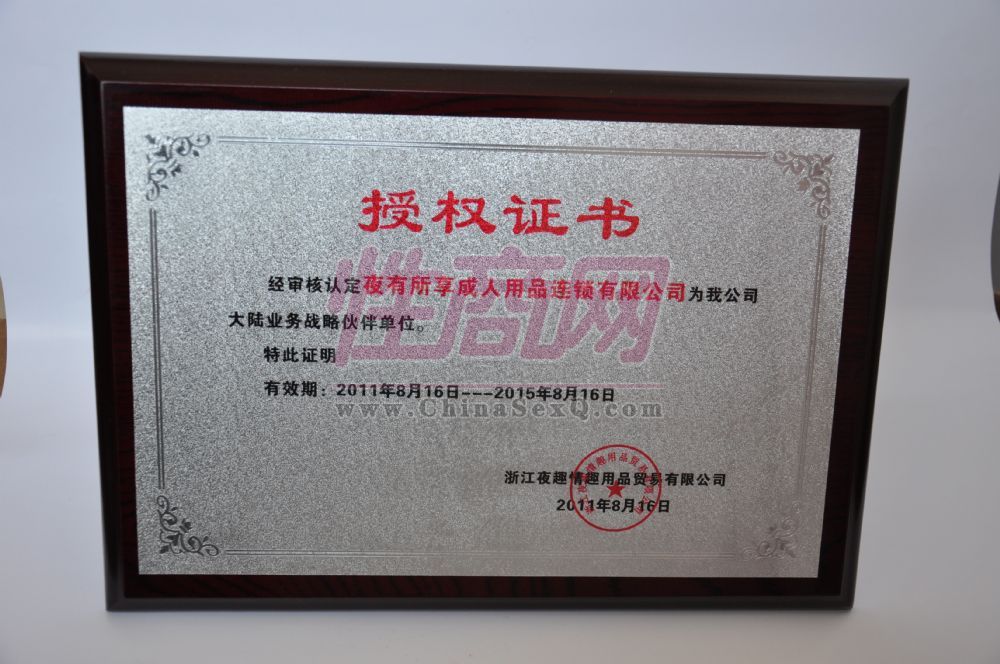 授权证书
经审核认定夜有所享成人用品连锁有限公司为我公司
大陆业务战略伙伴单位。
特此证明
有效期：2011年8月16日---2015年8月16日
浙江夜趣情趣用品贸易有限公司
2011年8月16日
性商网
www.ChinaSexQ.com